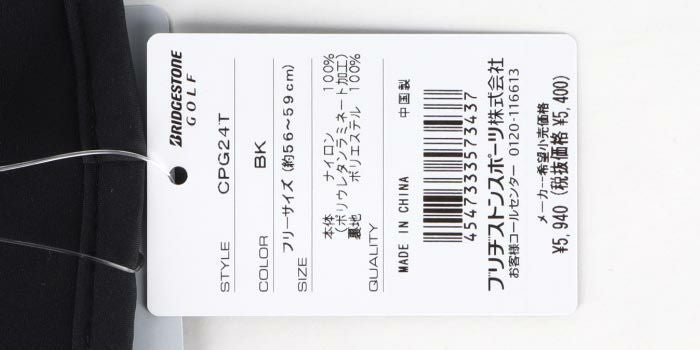 BRIDGESTONE
GOLF
STYLE CPG24T
COLOR BK
SIZE フリーサイズ(約56～59cm)
QUALITY
本体 ナイロン 100%
(ポリウレタンラミネート加工)
裏地 ポリエステル 100%
MADE IN CHINA 中国製
4547333573437
ブリヂストンスポーツ株式会社
お客様コールセンター 0120-116613
メーカー希望小売価格
¥5,940 (税抜価格 ¥5,400)